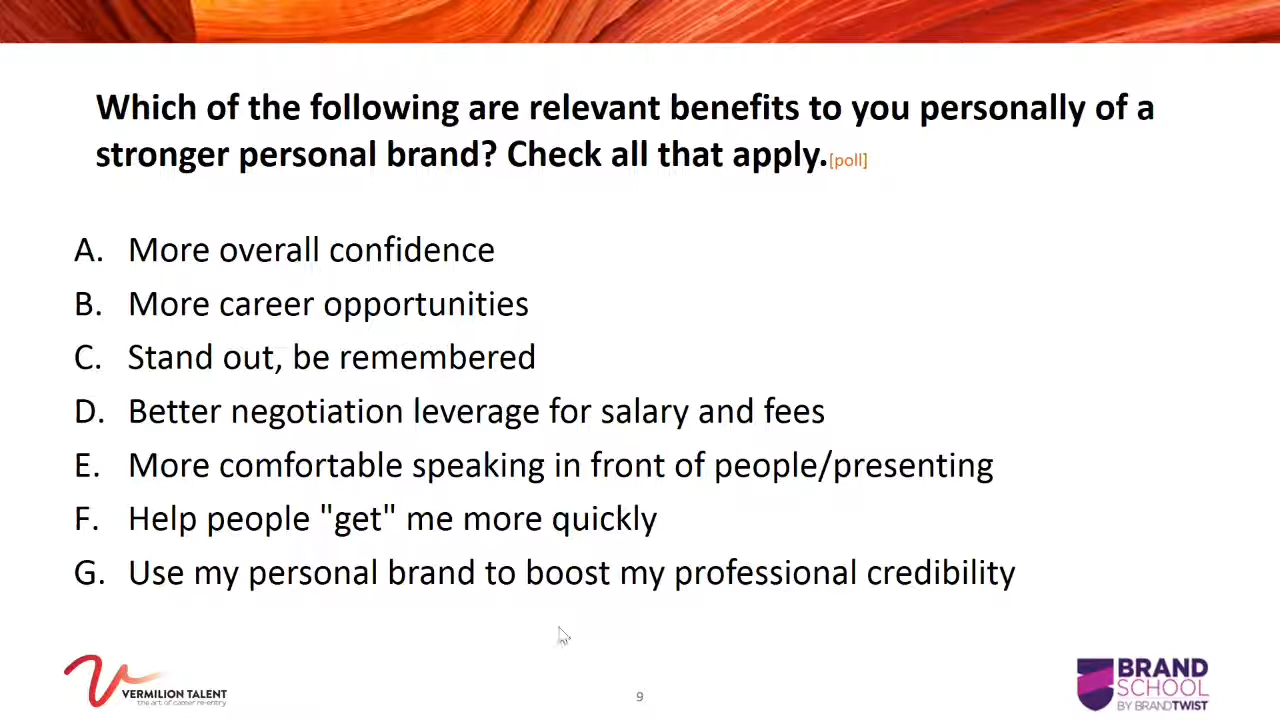 Which of the following are relevant benefits to you personally of a
stronger personal brand? Check all that apply.[poll]
A. More overall confidence
B. More career opportunities
C. Stand out, be remembered
D. Better negotiation leverage for salary and fees
E. More comfortable speaking in front of people/presenting
F. Help people "get" me more quickly
G. Use my personal brand to boost my professional credibility
VERMILION TALENT
the art of career re-entry
9
BRAND
SCHOOL
BY BRANDTWIST